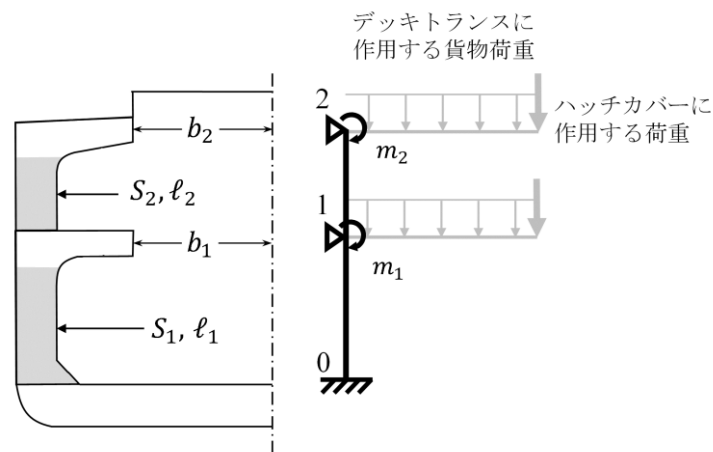 デッキトランスに
作用する貨物荷重
ハッチカバーに
作用する荷重
2
b₂
m₂
S₂, ℓ₂
1
b₁
m₁
S₁, ℓ₁
0